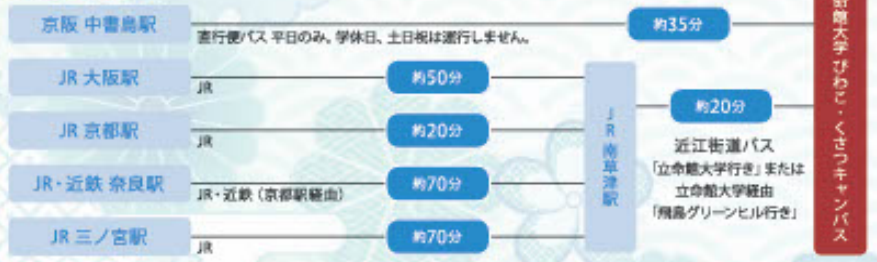 京阪 中書島駅
約35分
直行便バス 平日のみ。学休日、土日祝は運行しません。
JR 大阪駅
約50分
JR
JR 京都駅
約20分
JR
JR・近鉄 奈良駅
約70分
JR・近鉄（京都駅経由）
JR 三ノ宮駅
約70分
JR
JR 南草津駅
約20分
近江街道バス
「立命館大学行き」または
立命館大学経由
「飛島グリーンヒル行き」
館大学 びわこ・くさつキャンパス